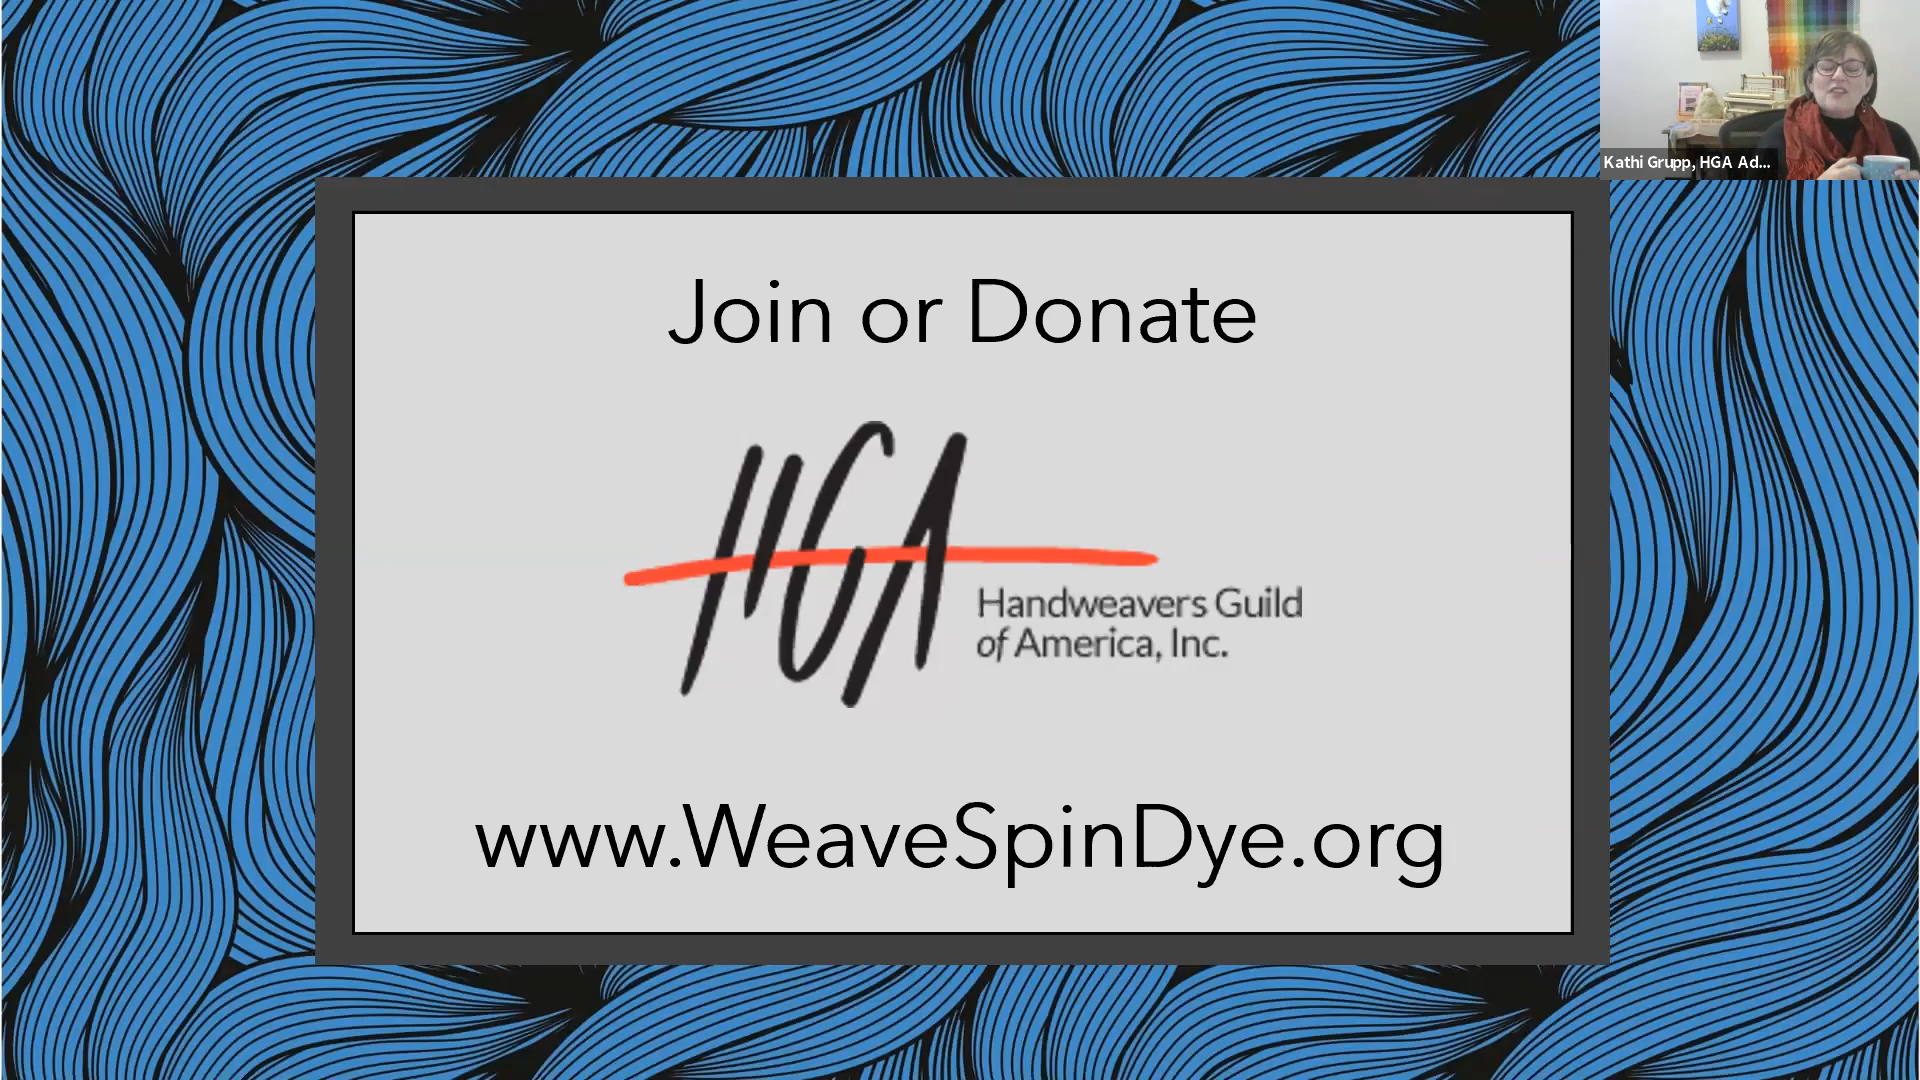 Kathi Grupp, HGA Ad...
Join or Donate
HGA
Handweavers Guild
of America, Inc.
www.WeaveSpinDye.org